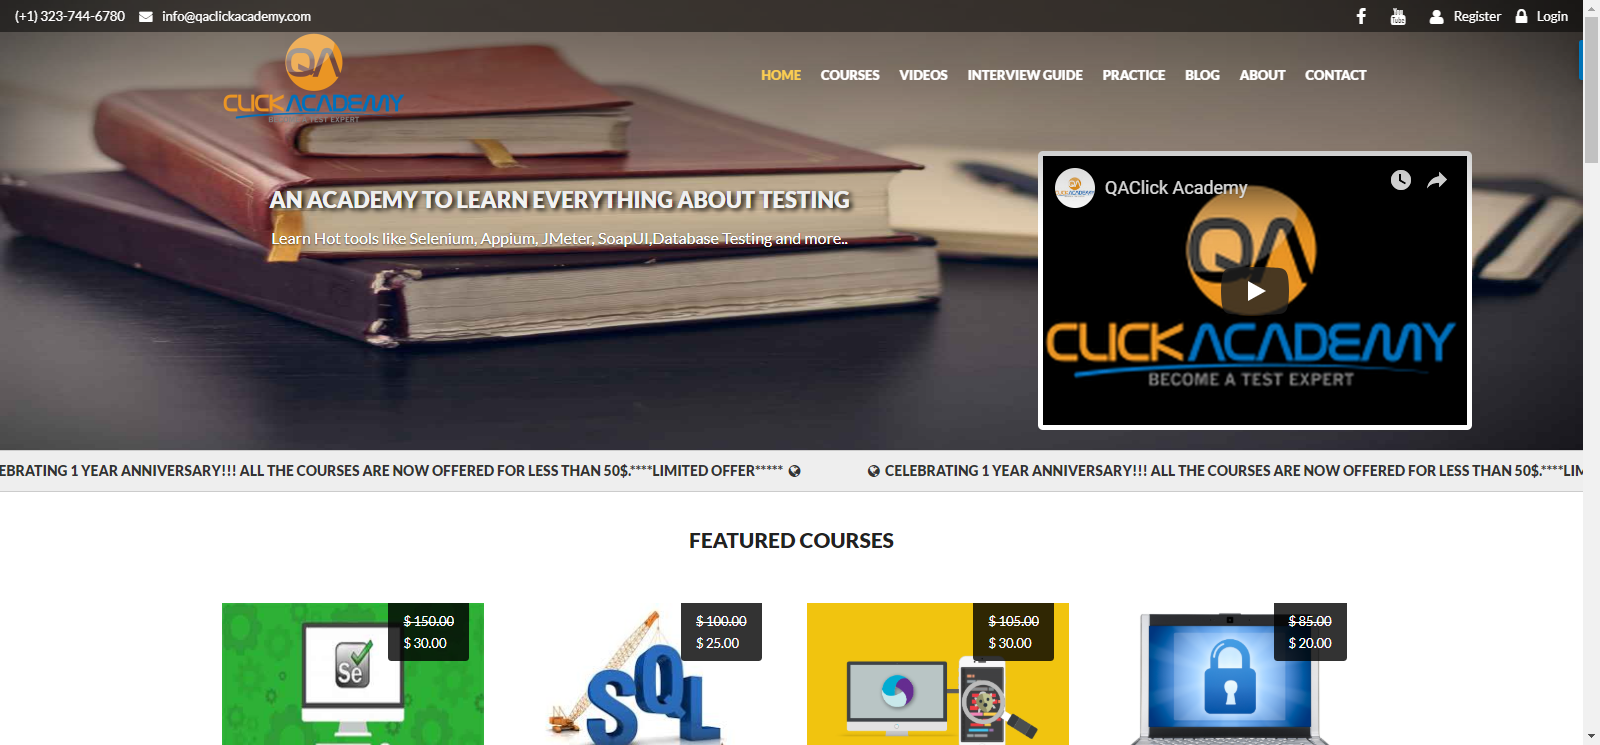 (+1) 323-744-6780 info@qaclickacademy.com
Register Login
QA
CLICKACADEMY
BECOME A TEST EXPERT
HOME COURSES VIDEOS INTERVIEW GUIDE PRACTICE BLOG ABOUT CONTACT
AN ACADEMY TO LEARN EVERYTHING ABOUT TESTING
Learn Hot tools like Selenium, Appium, JMeter, SoapUI,Database Testing and more..
QAClick Academy
QA
CLICKACADEMY
BECOME A TEST EXPERT
EBRATING 1 YEAR ANNIVERSARY!!! ALL THE COURSES ARE NOW OFFERED FOR LESS THAN 50$.****LIMITED OFFER***** CELEBRATING 1 YEAR ANNIVERSARY!!! ALL THE COURSES ARE NOW OFFERED FOR LESS THAN 50$.****LIM
FEATURED COURSES
$ 150.00
$ 30.00
Se
$ 100.00
$ 25.00
SQL
$ 105.00
$ 30.00
$ 85.00
$ 20.00